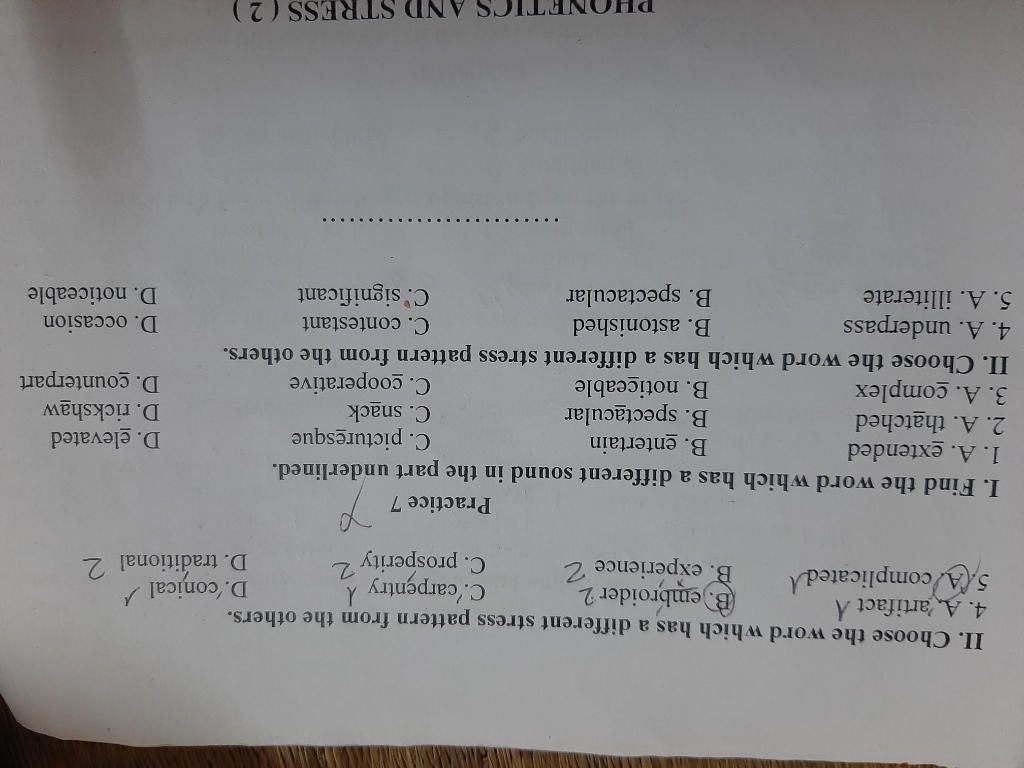 II. Choose the word which has a different stress pattern from the others.
4. A. artifact 1 B. embroider 2 C. carpentry 1 D. conical 1
5. A. complicated 1 B. experience 2 C. prosperity 2 D. traditional 2
Practice 7
I. Find the word which has a different sound in the part underlined.
1. A. extended B. entertain C. picturesque D. elevated
2. A. thatched B. spectacular C. snack D. rickshaw
3. A. complex B. noticeable C. cooperative D. counterpart
II. Choose the word which has a different stress pattern from the others.
4. A. underpass B. astonished C. contestant D. occasion
5. A. illiterate B. spectacular C. significant D. noticeable
..........................
PHONETICS AND STRESS ( 2 )